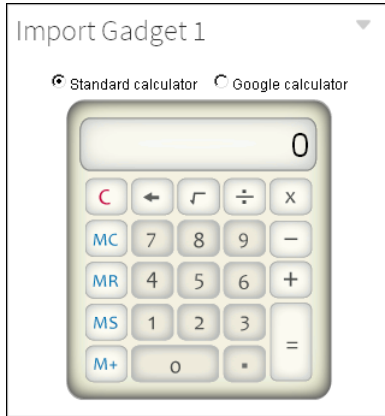 Import Gadget 1
Standard calculator Google calculator
0
C ← √ ÷ x
MC 7 8 9 −
MR 4 5 6 +
MS 1 2 3 =
M+ 0 .